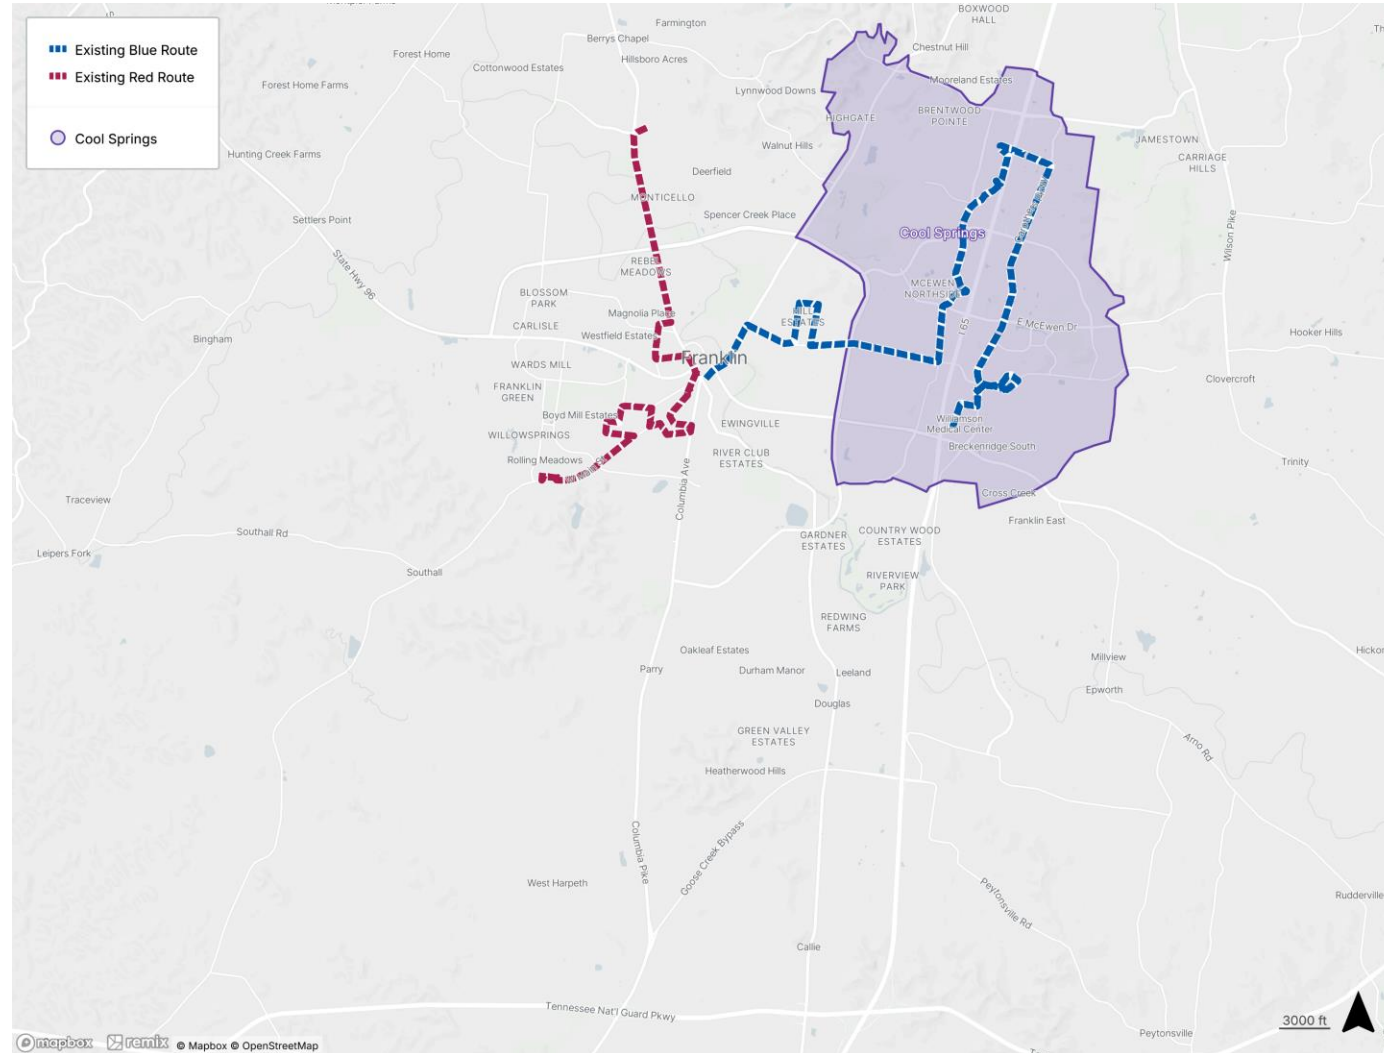 Existing Blue Route
Existing Red Route
Cool Springs
BOXWOOD
HALL
Farmington
Berrys Chapel
Forest Home
Hillsboro Acres
Chestnut Hill
Cottonwood Estates
Mooreland Estates
Forest Home Farms
Lynnwood Downs
BRENTWOOD
POINTE
HIGHGATE
JAMESTOWN
Walnut Hills
Hunting Creek Farms
CARRIAGE
HILLS
Deerfield
MONTICELLO
Settlers Point
Spencer Creek Place
Cool Springs
Wilson Pike
State Hwy 96
REBEL
MEADOWS
MCEWEN
NORTHSIDE
BLOSSOM
PARK
Magnolia Place
CARLISLE
ESTATES
I 65
E McEwen Dr
Hooker Hills
Bingham
Westfield Estates
Franklin
WARDS MILL
Clovercroft
FRANKLIN
GREEN
Boyd Mill Estates
EWINGVILLE
Williamson
Medical Center
WILLOWSPRINGS
Breckenridge South
RIVER CLUB
ESTATES
Rolling Meadows
Trinity
Columbia Ave
Cross Creek
Traceview
Franklin East
Southall Rd
GARDNER
ESTATES
COUNTRY WOOD
ESTATES
Leipers Fork
Southall
RIVERVIEW
PARK
REDWING
FARMS
Oakleaf Estates
Parry
Durham Manor
Leeland
Millview
Epworth
Douglas
GREEN VALLEY
ESTATES
Arno Rd
Heatherwood Hills
Columbia Pike
Goose Creek Bypass
West Harpeth
Peytonsville Rd
Rudderville
Callie
Tennessee Nat'l Guard Pkwy
3000 ft
Peytonsville
mapbox remix © Mapbox © OpenStreetMap